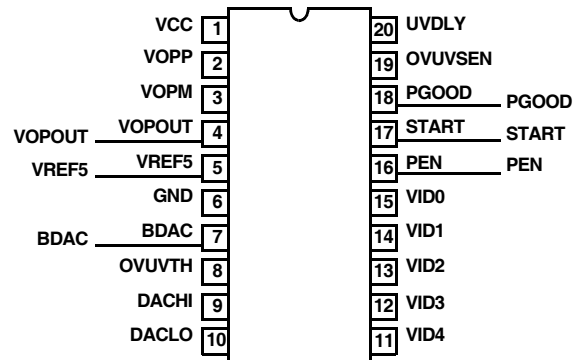 VCC 1 20 UVDLY
VOPP 2 19 OVUVSEN
VOPM 3 18 PGOOD PGOOD
VOPOUT VOPOUT 4 17 START START
VREF5 VREF5 5 16 PEN PEN
GND 6 15 VID0
BDAC BDAC 7 14 VID1
OVUVTH 8 13 VID2
DACHI 9 12 VID3
DACLO 10 11 VID4